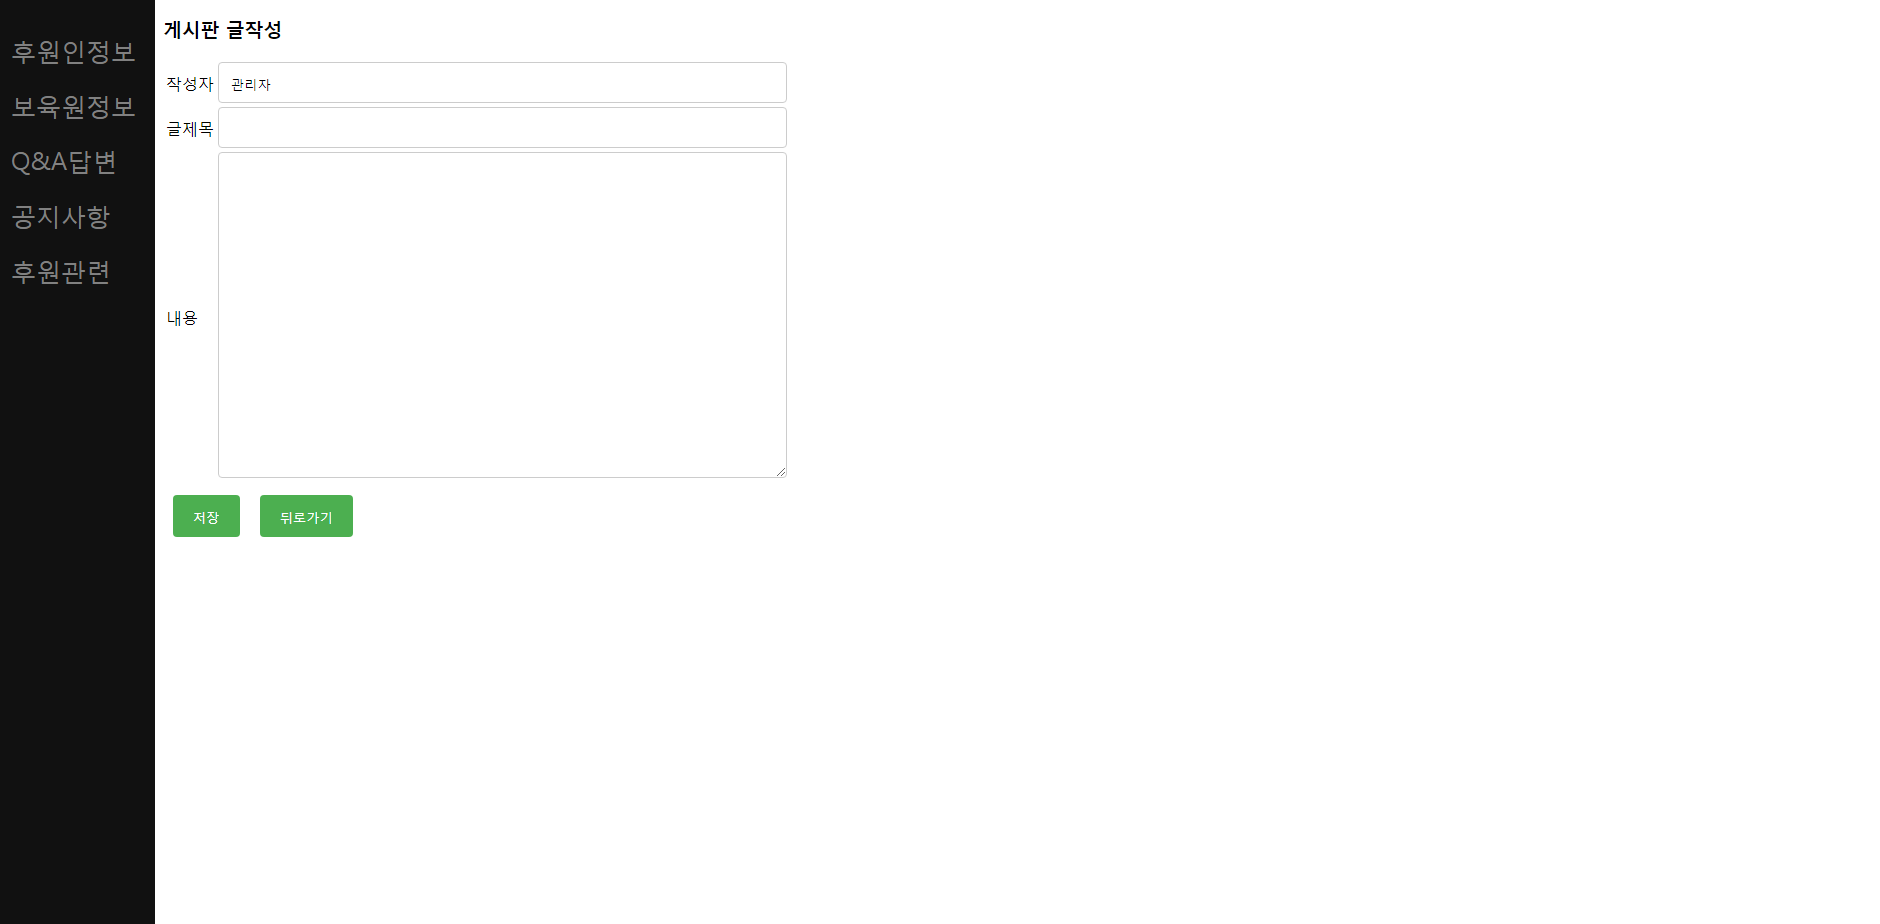 후원인정보
보육원정보
Q&A답변
공지사항
후원관련
게시판 글작성
작성자 관리자
글제목
내용
저장 뒤로가기